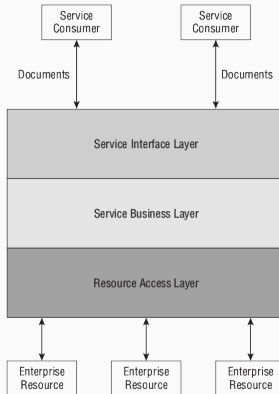 Service
Consumer
Service
Consumer
Documents
Documents
Service Interface Layer
Service Business Layer
Resource Access Layer
Enterprise
Resource
Enterprise
Resource
Enterprise
Resource